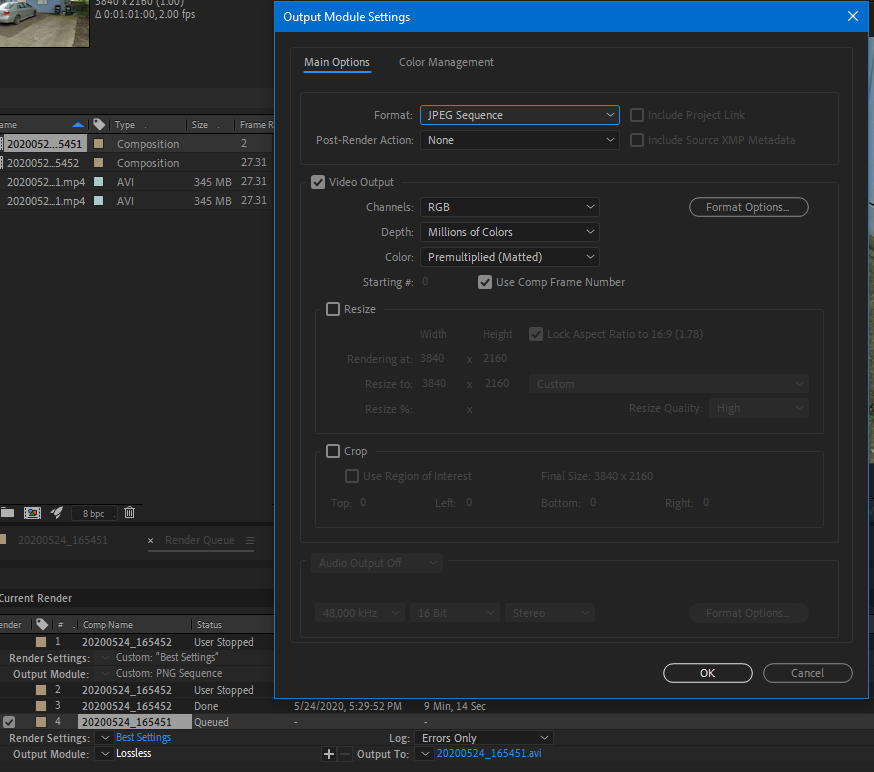 3840 x 2160 (1.00)
Δ 0:01:01:00, 2.00 fps
Output Module Settings
Main Options Color Management
Format: JPEG Sequence Include Project Link
Post-Render Action: None Include Source XMP Metadata
ame Type Size Frame R
2020052...5451 Composition 2
2020052...5452 Composition 27.31
202052...1.mp4 AVI 345 MB 27.31
202052...1.mp4 AVI 345 MB 27.31
Video Output
Channels: RGB Format Options...
Depth: Millions of Colors
Color: Premultiplied (Matted)
Starting #: 0 Use Comp Frame Number
Resize
Width Height Lock Aspect Ratio to 16:9 (1.78)
Rendering at: 3840 x 2160
Resize to: 3840 x 2160 Custom
Resize %: x Resize Quality: High
Crop
Use Region of Interest Final Size: 3840 x 2160
Top: 0 Left: 0 Bottom: 0 Right: 0
8 bpc
20200524_165451 × Render Queue
Audio Output Off
48.000 kHz 16 Bit Stereo Format Options...
OK Cancel
Current Render
ender # Comp Name Status
1 20200524_165452 User Stopped
Render Settings: Custom: "Best Settings"
Output Module: Custom: PNG Sequence
2 20200524_165452 User Stopped
3 20200524_165452 Done 5/24/2020, 5:29:52 PM 9 Min, 14 Sec
4 20200524_165451 Queued - -
Render Settings: Best Settings Log: Errors Only
Output Module: Lossless Output To: 20200524_165451.avi